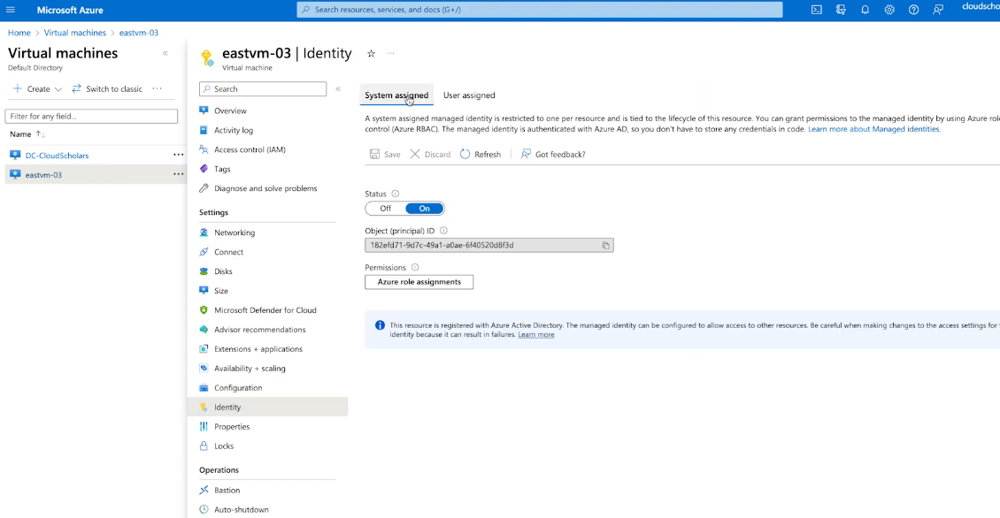 Microsoft Azure
Search resources, services, and docs (G+/)
Home > Virtual machines > eastvm-03
Virtual machines
Default Directory
Create
Switch to classic
Filter for any field...
Name
DC-CloudScholars
eastvm-03
eastvm-03 | Identity
Virtual machine
Search
Overview
Activity log
Access control (IAM)
Tags
Diagnose and solve problems
Settings
Networking
Connect
Disks
Size
Microsoft Defender for Cloud
Advisor recommendations
Extensions + applications
Availability + scaling
Configuration
Identity
Properties
Locks
Operations
Bastion
Auto-shutdown
System assigned User assigned
A system assigned managed identity is restricted to one per resource and is tied to the lifecycle of this resource. You can grant permissions to the managed identity by using Azure
control (Azure RBAC). The managed identity is authenticated with Azure AD, so you don't have to store any credentials in code. Learn more about Managed identities.
Save Discard Refresh Got feedback?
Status
Off On
Object (principal) ID
182efd71-9d7c-49a1-a0ae-6f40520d8f3d
Permissions
Azure role assignments
This resource is registered with Azure Active Directory. The managed identity can be configured to allow access to other resources. Be careful when making changes to the access settings for
identity because it can result in failures. Learn more